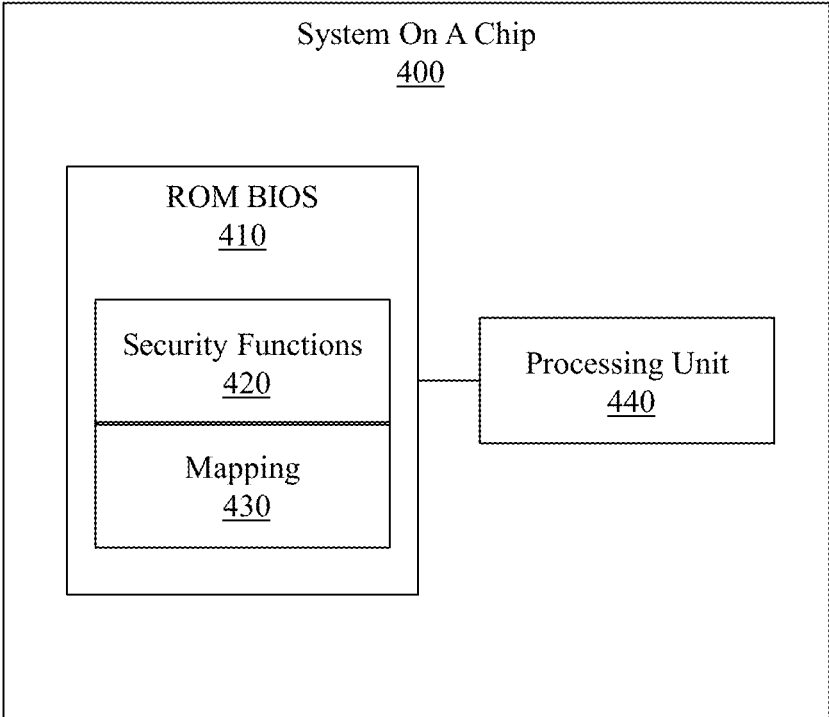 System On A Chip
400
ROM BIOS
410
Security Functions
420
Mapping
430
Processing Unit
440